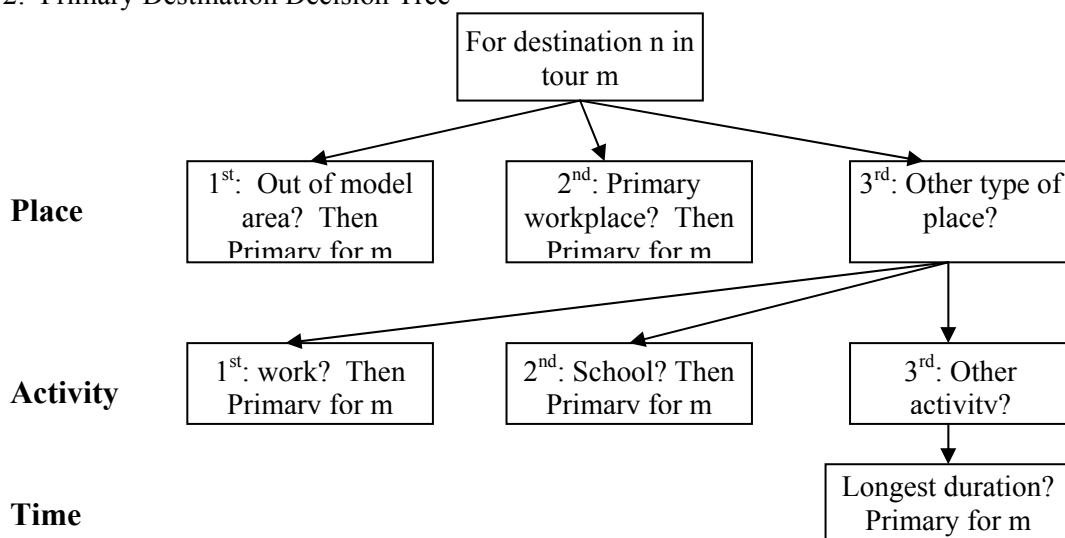 2. Primary Destination Decision Tree
For destination n in
tour m
Place
1st: Out of model
area? Then
Primary for m
2nd: Primary
workplace? Then
Primary for m
3rd: Other type of
place?
Activity
1st: work? Then
Primary for m
2nd: School? Then
Primary for m
3rd: Other
activity?
Time
Longest duration?
Primary for m